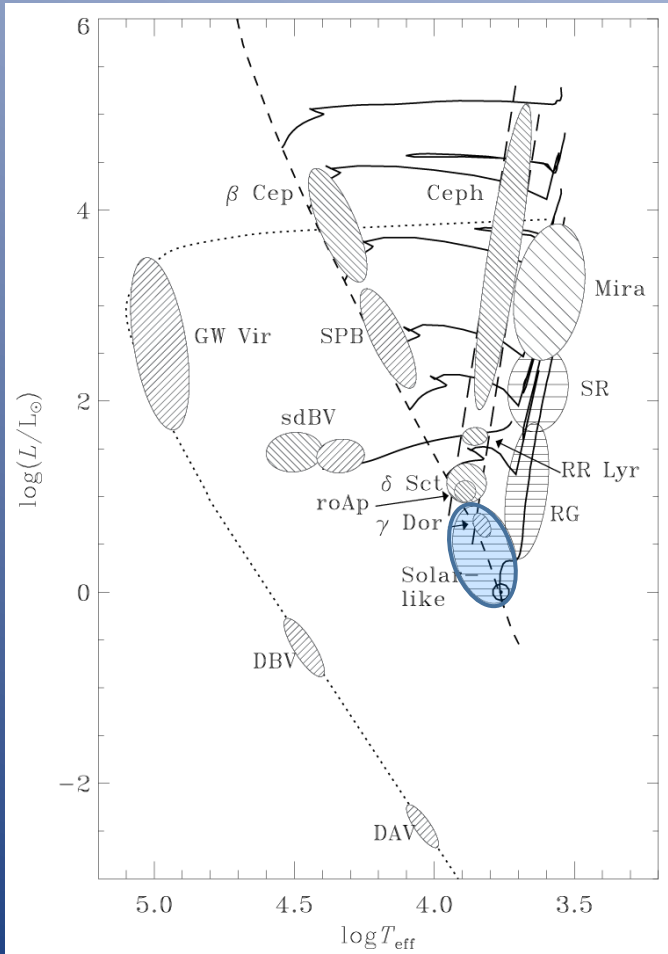 6
β Cep
Ceph
4
Mira
GW Vir
SPB
SR
2
sdBV
RR Lyr
δ Sct
roAp
RG
γ Dor
Solar-
like
0
DBV
-2
DAV
5.0 4.5 4.0 3.5
log T_eff
log(L/L⊙)